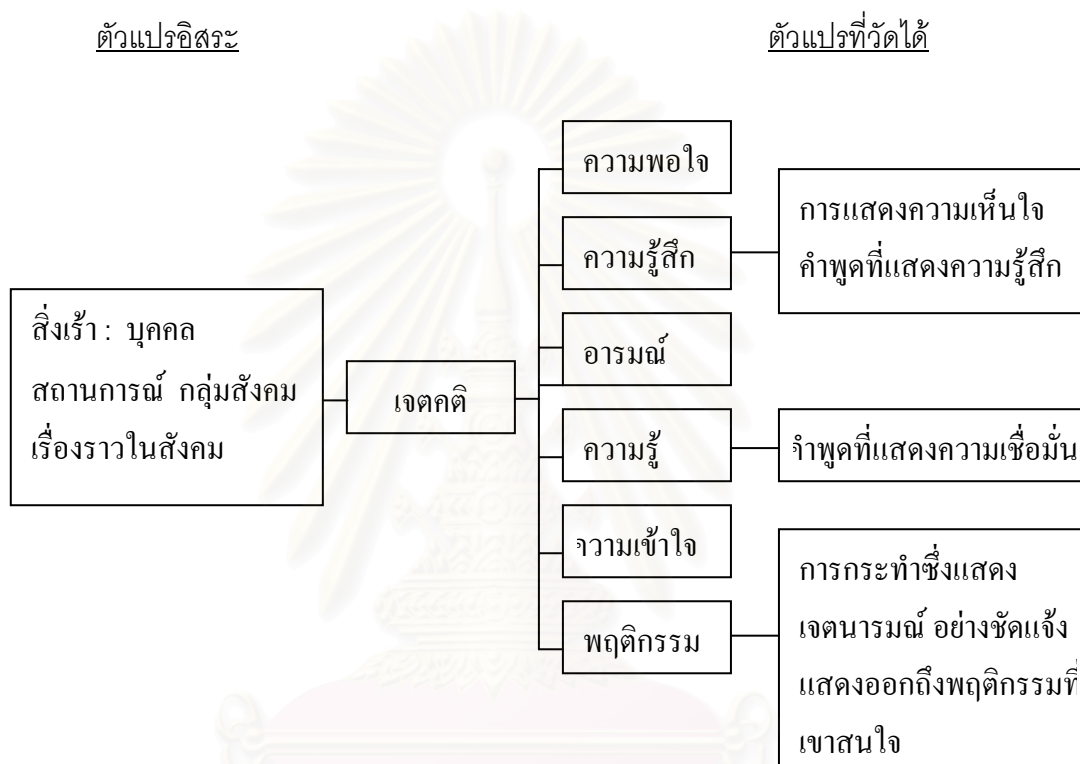 ตัวแปรอิสระ
ตัวแปรที่วัดได้
สิ่งเร้า : บุคคล
สถานการณ์ กลุ่มสังคม
เรื่องราวในสังคม
เจตคติ
ความพอใจ
ความรู้สึก
อารมณ์
ความรู้
วามเข้าใจ
พฤติกรรม
การแสดงความเห็นใจ
คำพูดที่แสดงความรู้สึก
ำพูดที่แสดงความเชื่อมั่น
การกระทำซึ่งแสดง
เจตนารมณ์ อย่างชัดแจ้ง
แสดงออกถึงพฤติกรรมที่
เขาสนใจ